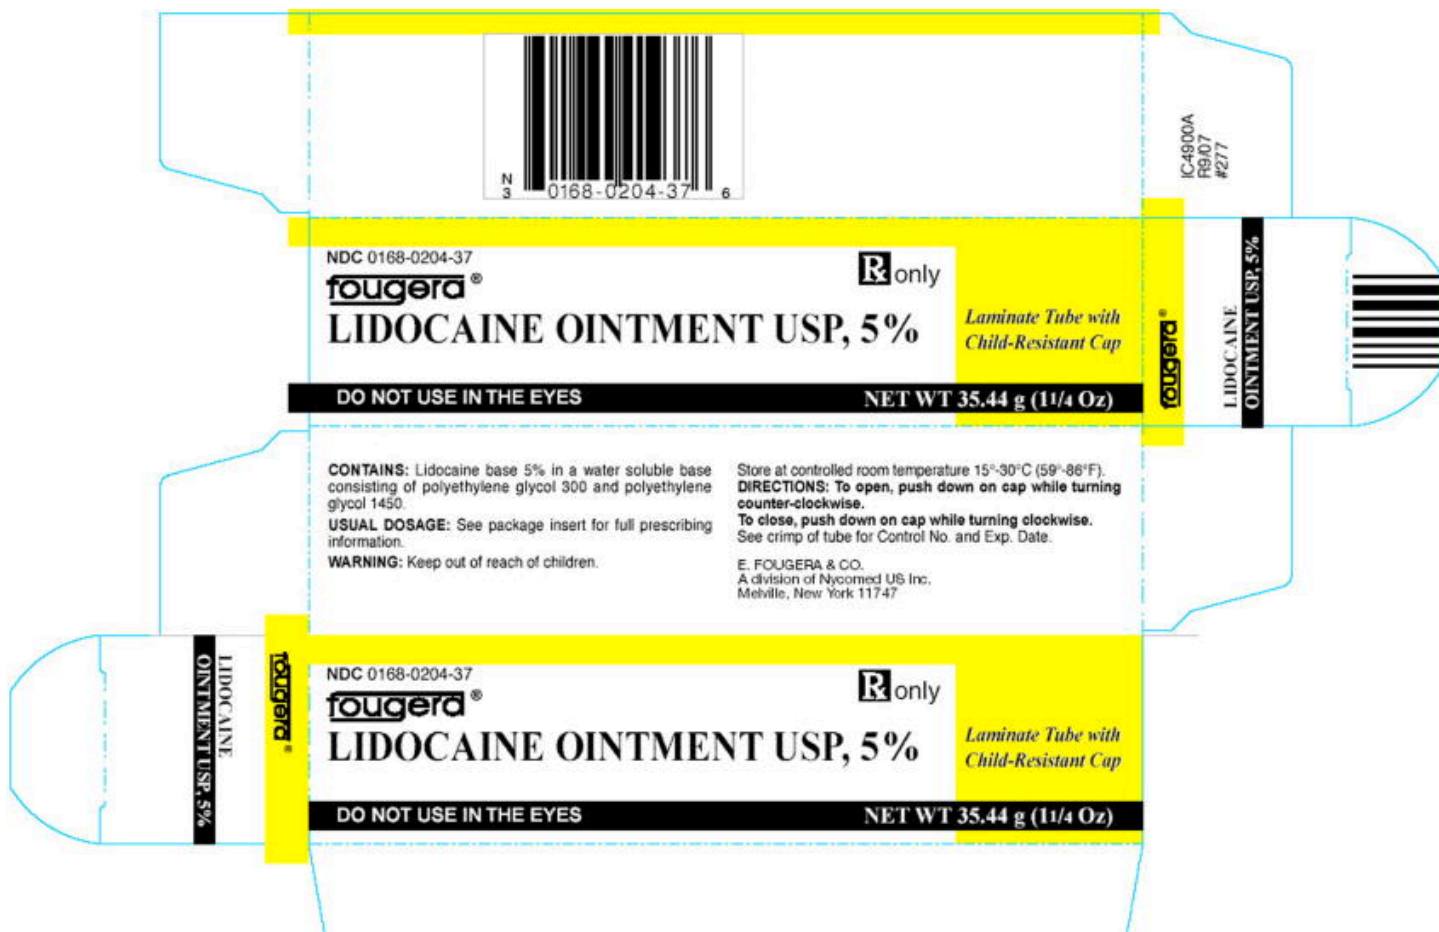 N
3 0168-0204-37 6
IC4900A
R9/07
#277
NDC 0168-0204-37
fougera®
Rx only
LIDOCAINE OINTMENT USP, 5%
Laminate Tube with
Child-Resistant Cap
DO NOT USE IN THE EYES
NET WT 35.44 g (11/4 Oz)
fougera®
LIDOCAINE
OINTMENT USP, 5%
CONTAINS: Lidocaine base 5% in a water soluble base
consisting of polyethylene glycol 300 and polyethylene
glycol 1450.
USUAL DOSAGE: See package insert for full prescribing
information.
WARNING: Keep out of reach of children.
Store at controlled room temperature 15°-30°C (59°-86°F).
DIRECTIONS: To open, push down on cap while turning
counter-clockwise.
To close, push down on cap while turning clockwise.
See crimp of tube for Control No. and Exp. Date.
E. FOUGERA & CO.
A division of Nycomed US Inc.
Melville, New York 11747
LIDOCAINE
OINTMENT USP, 5%
fougera®
NDC 0168-0204-37
fougera®
Rx only
LIDOCAINE OINTMENT USP, 5%
Laminate Tube with
Child-Resistant Cap
DO NOT USE IN THE EYES
NET WT 35.44 g (11/4 Oz)